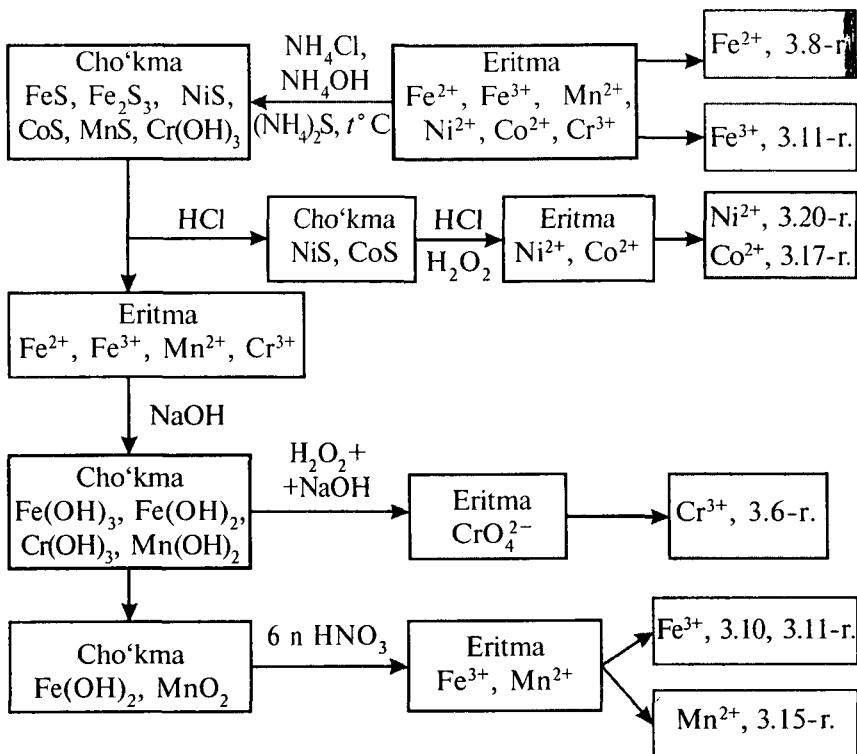 Cho‘kma
FeS, Fe₂S₃, NiS,
CoS, MnS, Cr(OH)₃
NH₄Cl,
NH₄OH
(NH₄)₂S, t° C
Eritma
Fe²⁺, Fe³⁺, Mn²⁺,
Ni²⁺, Co²⁺, Cr³⁺
Fe²⁺, 3.8-r
Fe³⁺, 3.11-r.
HCl
Cho‘kma
NiS, CoS
HCl
H₂O₂
Eritma
Ni²⁺, Co²⁺
Ni²⁺, 3.20-r.
Co²⁺, 3.17-r.
Eritma
Fe²⁺, Fe³⁺, Mn²⁺, Cr³⁺
NaOH
Cho‘kma
Fe(OH)₃, Fe(OH)₂,
Cr(OH)₃, Mn(OH)₂
H₂O₂+
+NaOH
Eritma
CrO₄²⁻
Cr³⁺, 3.6-r.
Cho‘kma
Fe(OH)₂, MnO₂
6 n HNO₃
Eritma
Fe³⁺, Mn²⁺
Fe³⁺, 3.10, 3.11-r.
Mn²⁺, 3.15-r.